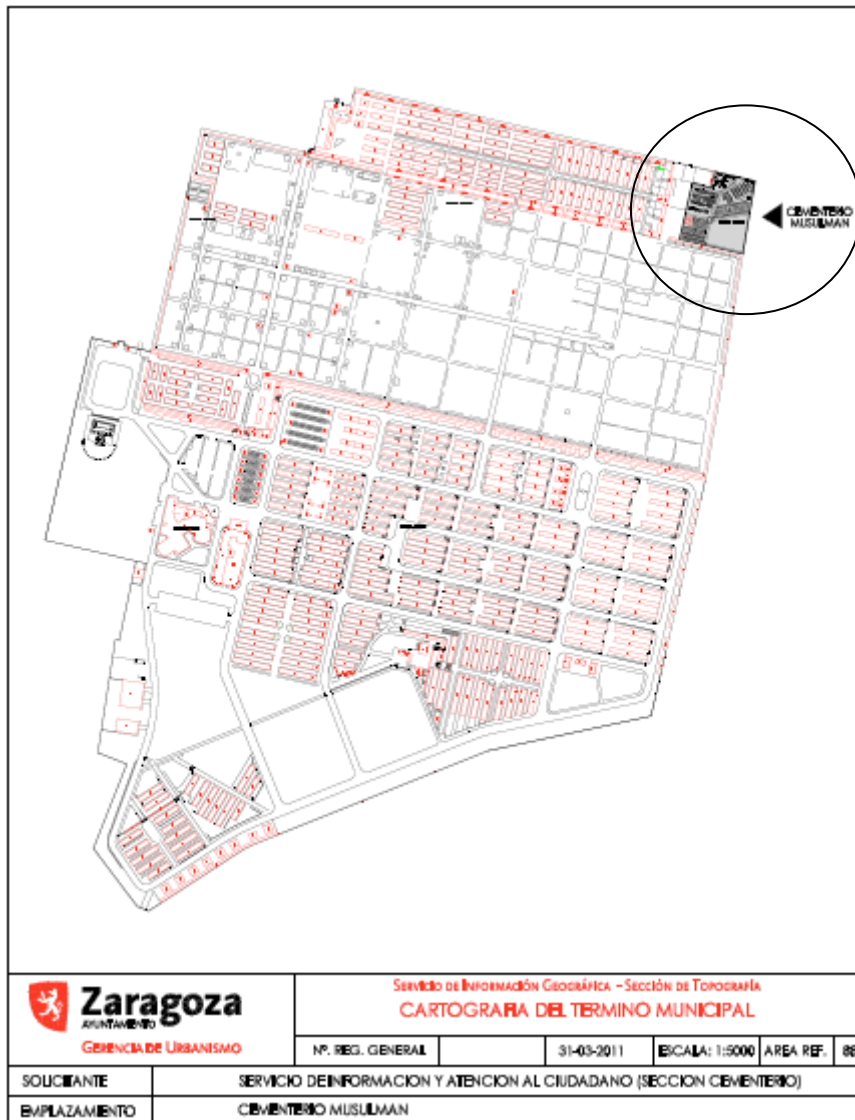 CEMENTERIO
MUSULMAN
Zaragoza
AYUNTAMIENTO
GERENCIA DE URBANISMO
SERVICIO DE INFORMACIÓN GEOGRÁFICA - SECCIÓN DE TOPOGRAFÍA
CARTOGRAFIA DEL TERMINO MUNICIPAL
Nº. REG. GENERAL
31-03-2011
ESCALA: 1:5000
AREA REF.
SOLICITANTE
SERVICIO DE INFORMACION Y ATENCION AL CIUDADANO (SECCION CEMENTERIO)
EMPLAZAMIENTO
CEMENTERIO MUSULMAN